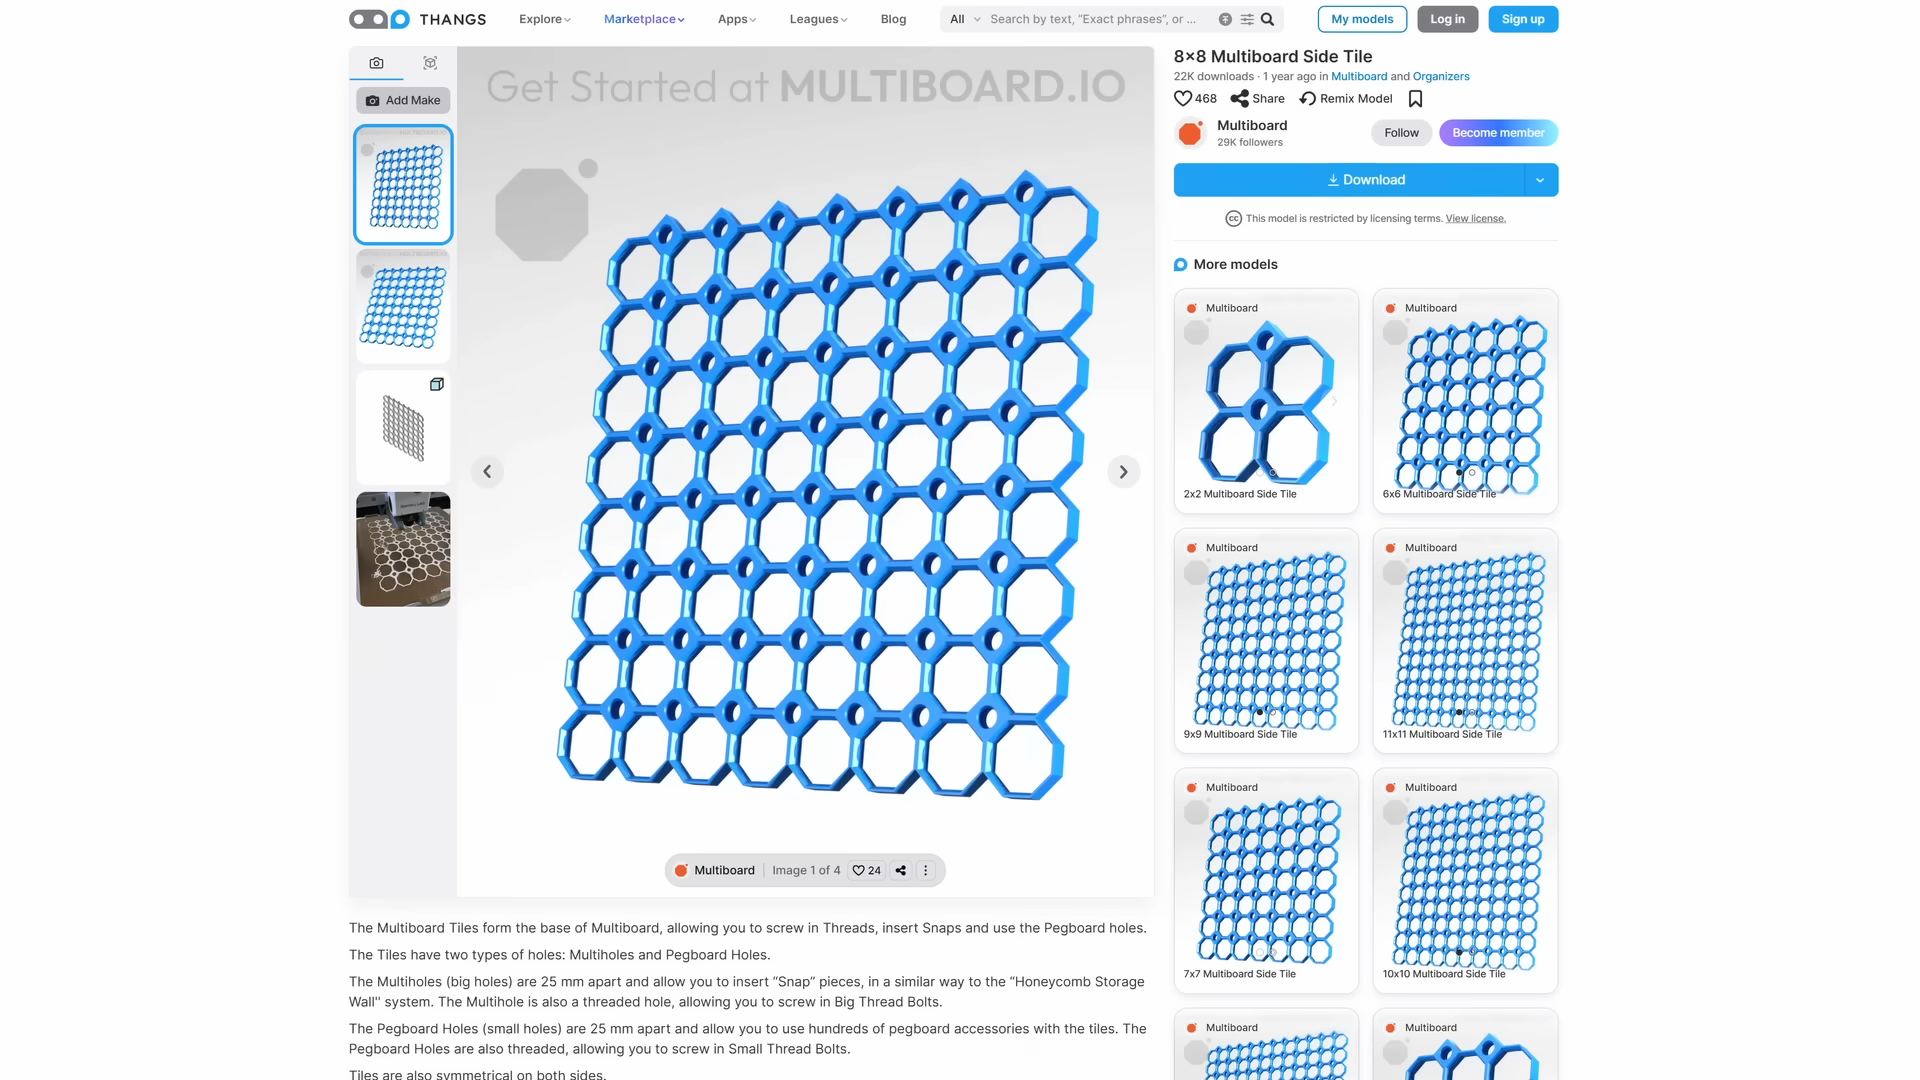 THANGS
Explore
Marketplace
Apps
Leagues
Blog
All
Search by text, "Exact phrases", or ...
My models
Log in
Sign up
Add Make
Get Started at MULTIBOARD.IO
Multiboard
Image 1 of 4
24
The Multiboard Tiles form the base of Multiboard, allowing you to screw in Threads, insert Snaps and use the Pegboard holes.
The Tiles have two types of holes: Multiholes and Pegboard Holes.
The Multiholes (big holes) are 25 mm apart and allow you to insert “Snap” pieces, in a similar way to the “Honeycomb Storage
Wall" system. The Multihole is also a threaded hole, allowing you to screw in Big Thread Bolts.
The Pegboard Holes (small holes) are 25 mm apart and allow you to use hundreds of pegboard accessories with the tiles. The
Pegboard Holes are also threaded, allowing you to screw in Small Thread Bolts.
Tiles are also symmetrical on both sides.
8x8 Multiboard Side Tile
22K downloads · 1 year ago in Multiboard and Organizers
468
Share
Remix Model
Multiboard
29K followers
Follow
Become member
Download
cc
This model is restricted by licensing terms. View license.
More models
Multiboard
2x2 Multiboard Side Tile
Multiboard
6x6 Multiboard Side Tile
Multiboard
9x9 Multiboard Side Tile
Multiboard
11x11 Multiboard Side Tile
Multiboard
7x7 Multiboard Side Tile
Multiboard
10x10 Multiboard Side Tile
Multiboard
Multiboard